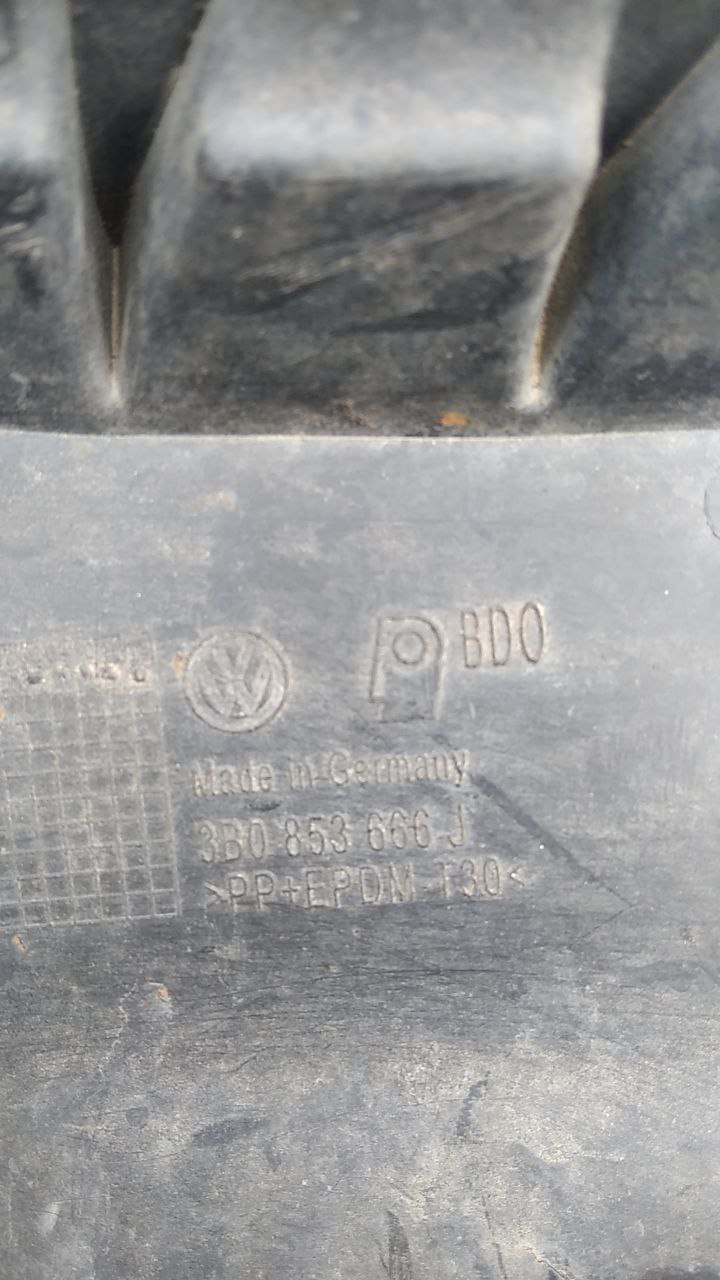 BDO
Made in Germany
3B0 853 666 J
>PP+EPDM-T30<